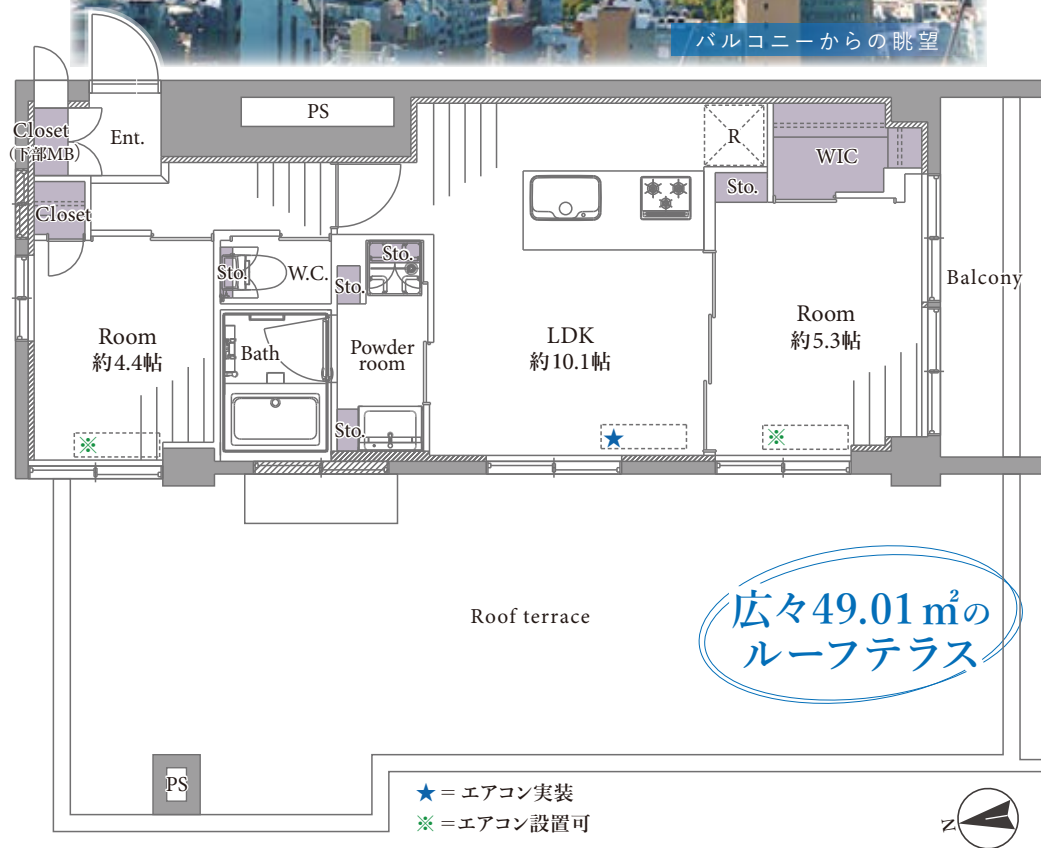 バルコニーからの眺望
PS
Closet
(下部MB)
Ent.
R
WIC
Sto.
Closet
Sto.
W.C.
Sto.
Sto.
Balcony
Room
約4.4帖
Bath
Powder
room
LDK
約10.1帖
Room
約5.3帖
Sto.
※
★
※
Roof terrace
広々49.01㎡の
ルーフテラス
PS
★=エアコン実装
※=エアコン設置可
N